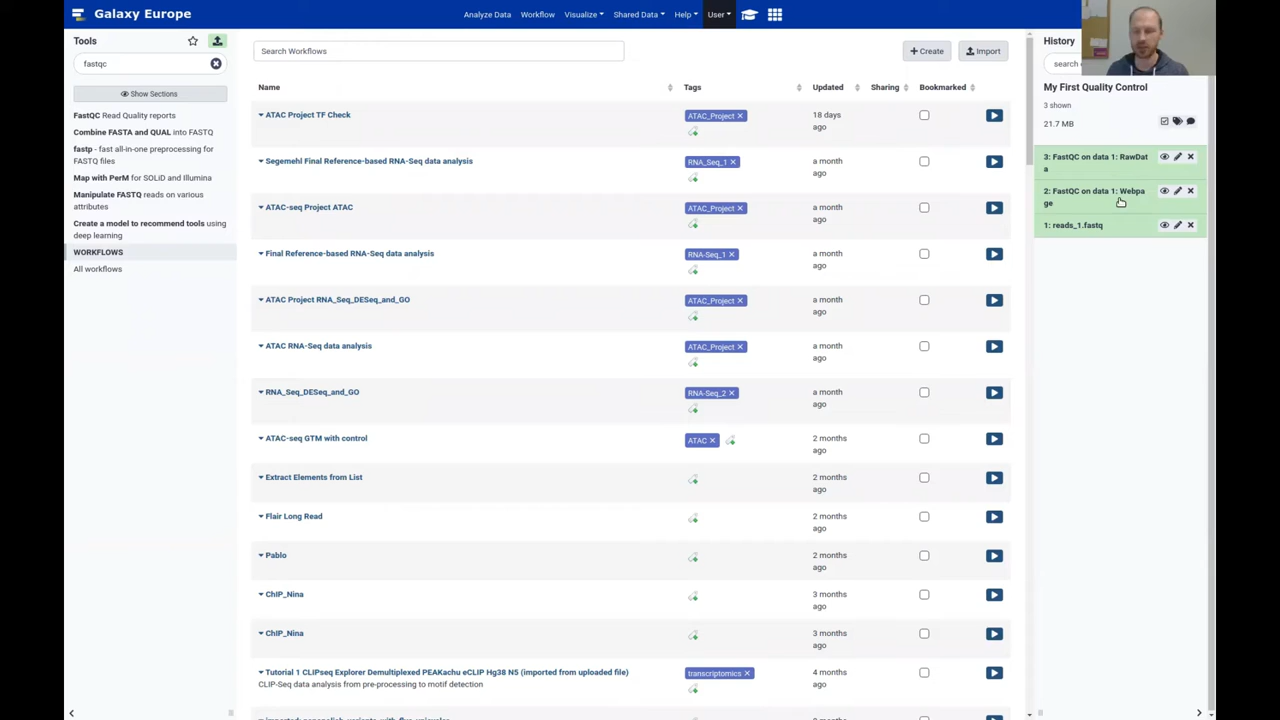 Galaxy Europe
Analyze Data
Workflow
Visualize
Shared Data
Help
User
Tools
fastqc
Show Sections
FastQC Read Quality reports
Combine FASTA and QUAL into FASTQ
fastp - fast all-in-one preprocessing for
FASTQ files
Map with PerM for SOLiD and Illumina
Manipulate FASTQ reads on various
attributes
Create a model to recommend tools using
deep learning
WORKFLOWS
All workflows
Search Workflows
+ Create
Import
Name
Tags
Updated
Sharing
Bookmarked
ATAC Project TF Check
ATAC_Project ×
18 days
ago
Segemehl Final Reference-based RNA-Seq data analysis
RNA_Seq_1 ×
a month
ago
ATAC-seq Project ATAC
ATAC_Project ×
a month
ago
Final Reference-based RNA-Seq data analysis
RNA-Seq_1 ×
a month
ago
ATAC Project RNA_Seq_DESeq_and_GO
ATAC_Project ×
a month
ago
ATAC RNA-Seq data analysis
ATAC_Project ×
a month
ago
RNA_Seq_DESeq_and_GO
RNA-Seq_2 ×
a month
ago
ATAC-seq GTM with control
ATAC ×
2 months
ago
Extract Elements from List
2 months
ago
Flair Long Read
2 months
ago
Pablo
2 months
ago
ChIP_Nina
3 months
ago
ChIP_Nina
3 months
ago
Tutorial 1 CLIPseq Explorer Demultiplexed PEAKachu eCLIP Hg38 N5 (imported from uploaded file)
CLIP-Seq data analysis from pre-processing to motif detection
transcriptomics ×
4 months
ago
History
search
My First Quality Control
3 shown
21.7 MB
3: FastQC on data 1: RawDat
a
2: FastQC on data 1: Webpa
ge
1: reads_1.fastq